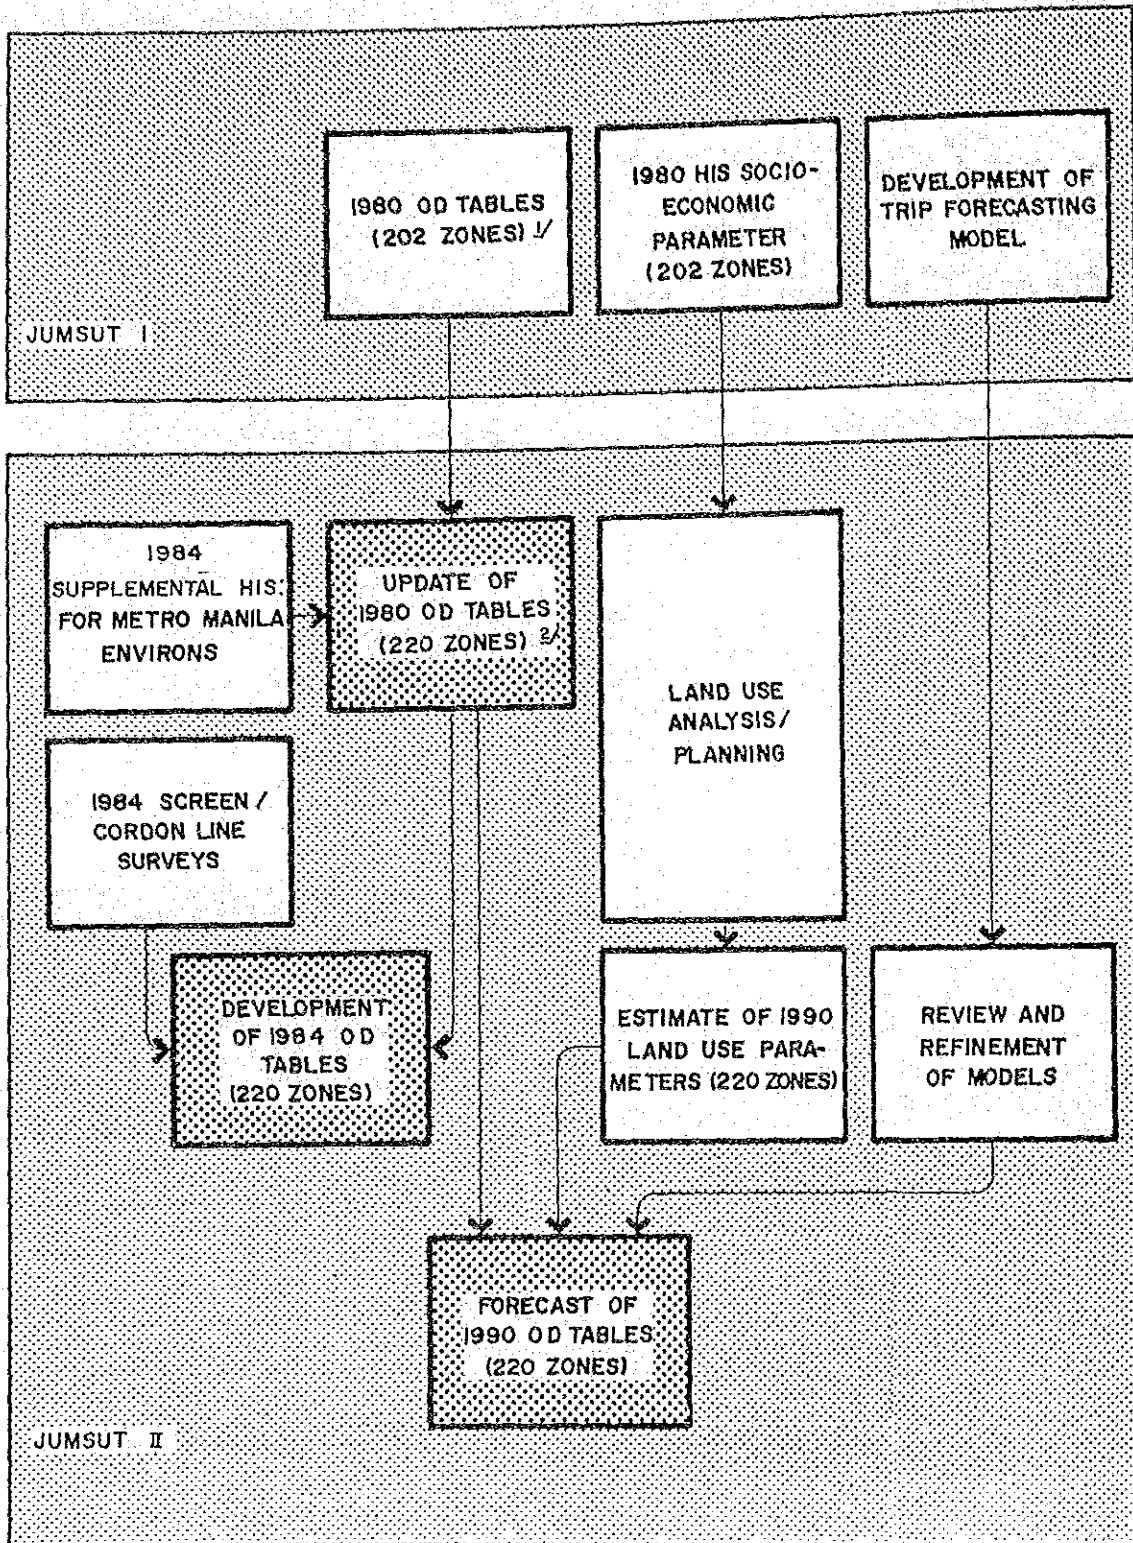 1980 OD TABLES
(202 ZONES) 1/
1980 HIS SOCIO-
ECONOMIC
PARAMETER
(202 ZONES)
DEVELOPMENT OF
TRIP FORECASTING
MODEL
JUMSUT I
1984
SUPPLEMENTAL HIS.
FOR METRO MANILA
ENVIRONS
UPDATE OF
1980 OD TABLES
(220 ZONES) 2/
LAND USE
ANALYSIS/
PLANNING
1984 SCREEN /
CORDON LINE
SURVEYS
DEVELOPMENT
OF 1984 OD
TABLES
(220 ZONES)
ESTIMATE OF 1990
LAND USE PARA-
METERS (220 ZONES)
REVIEW AND
REFINEMENT
OF MODELS
FORECAST OF
1990 OD TABLES
(220 ZONES)
JUMSUT II